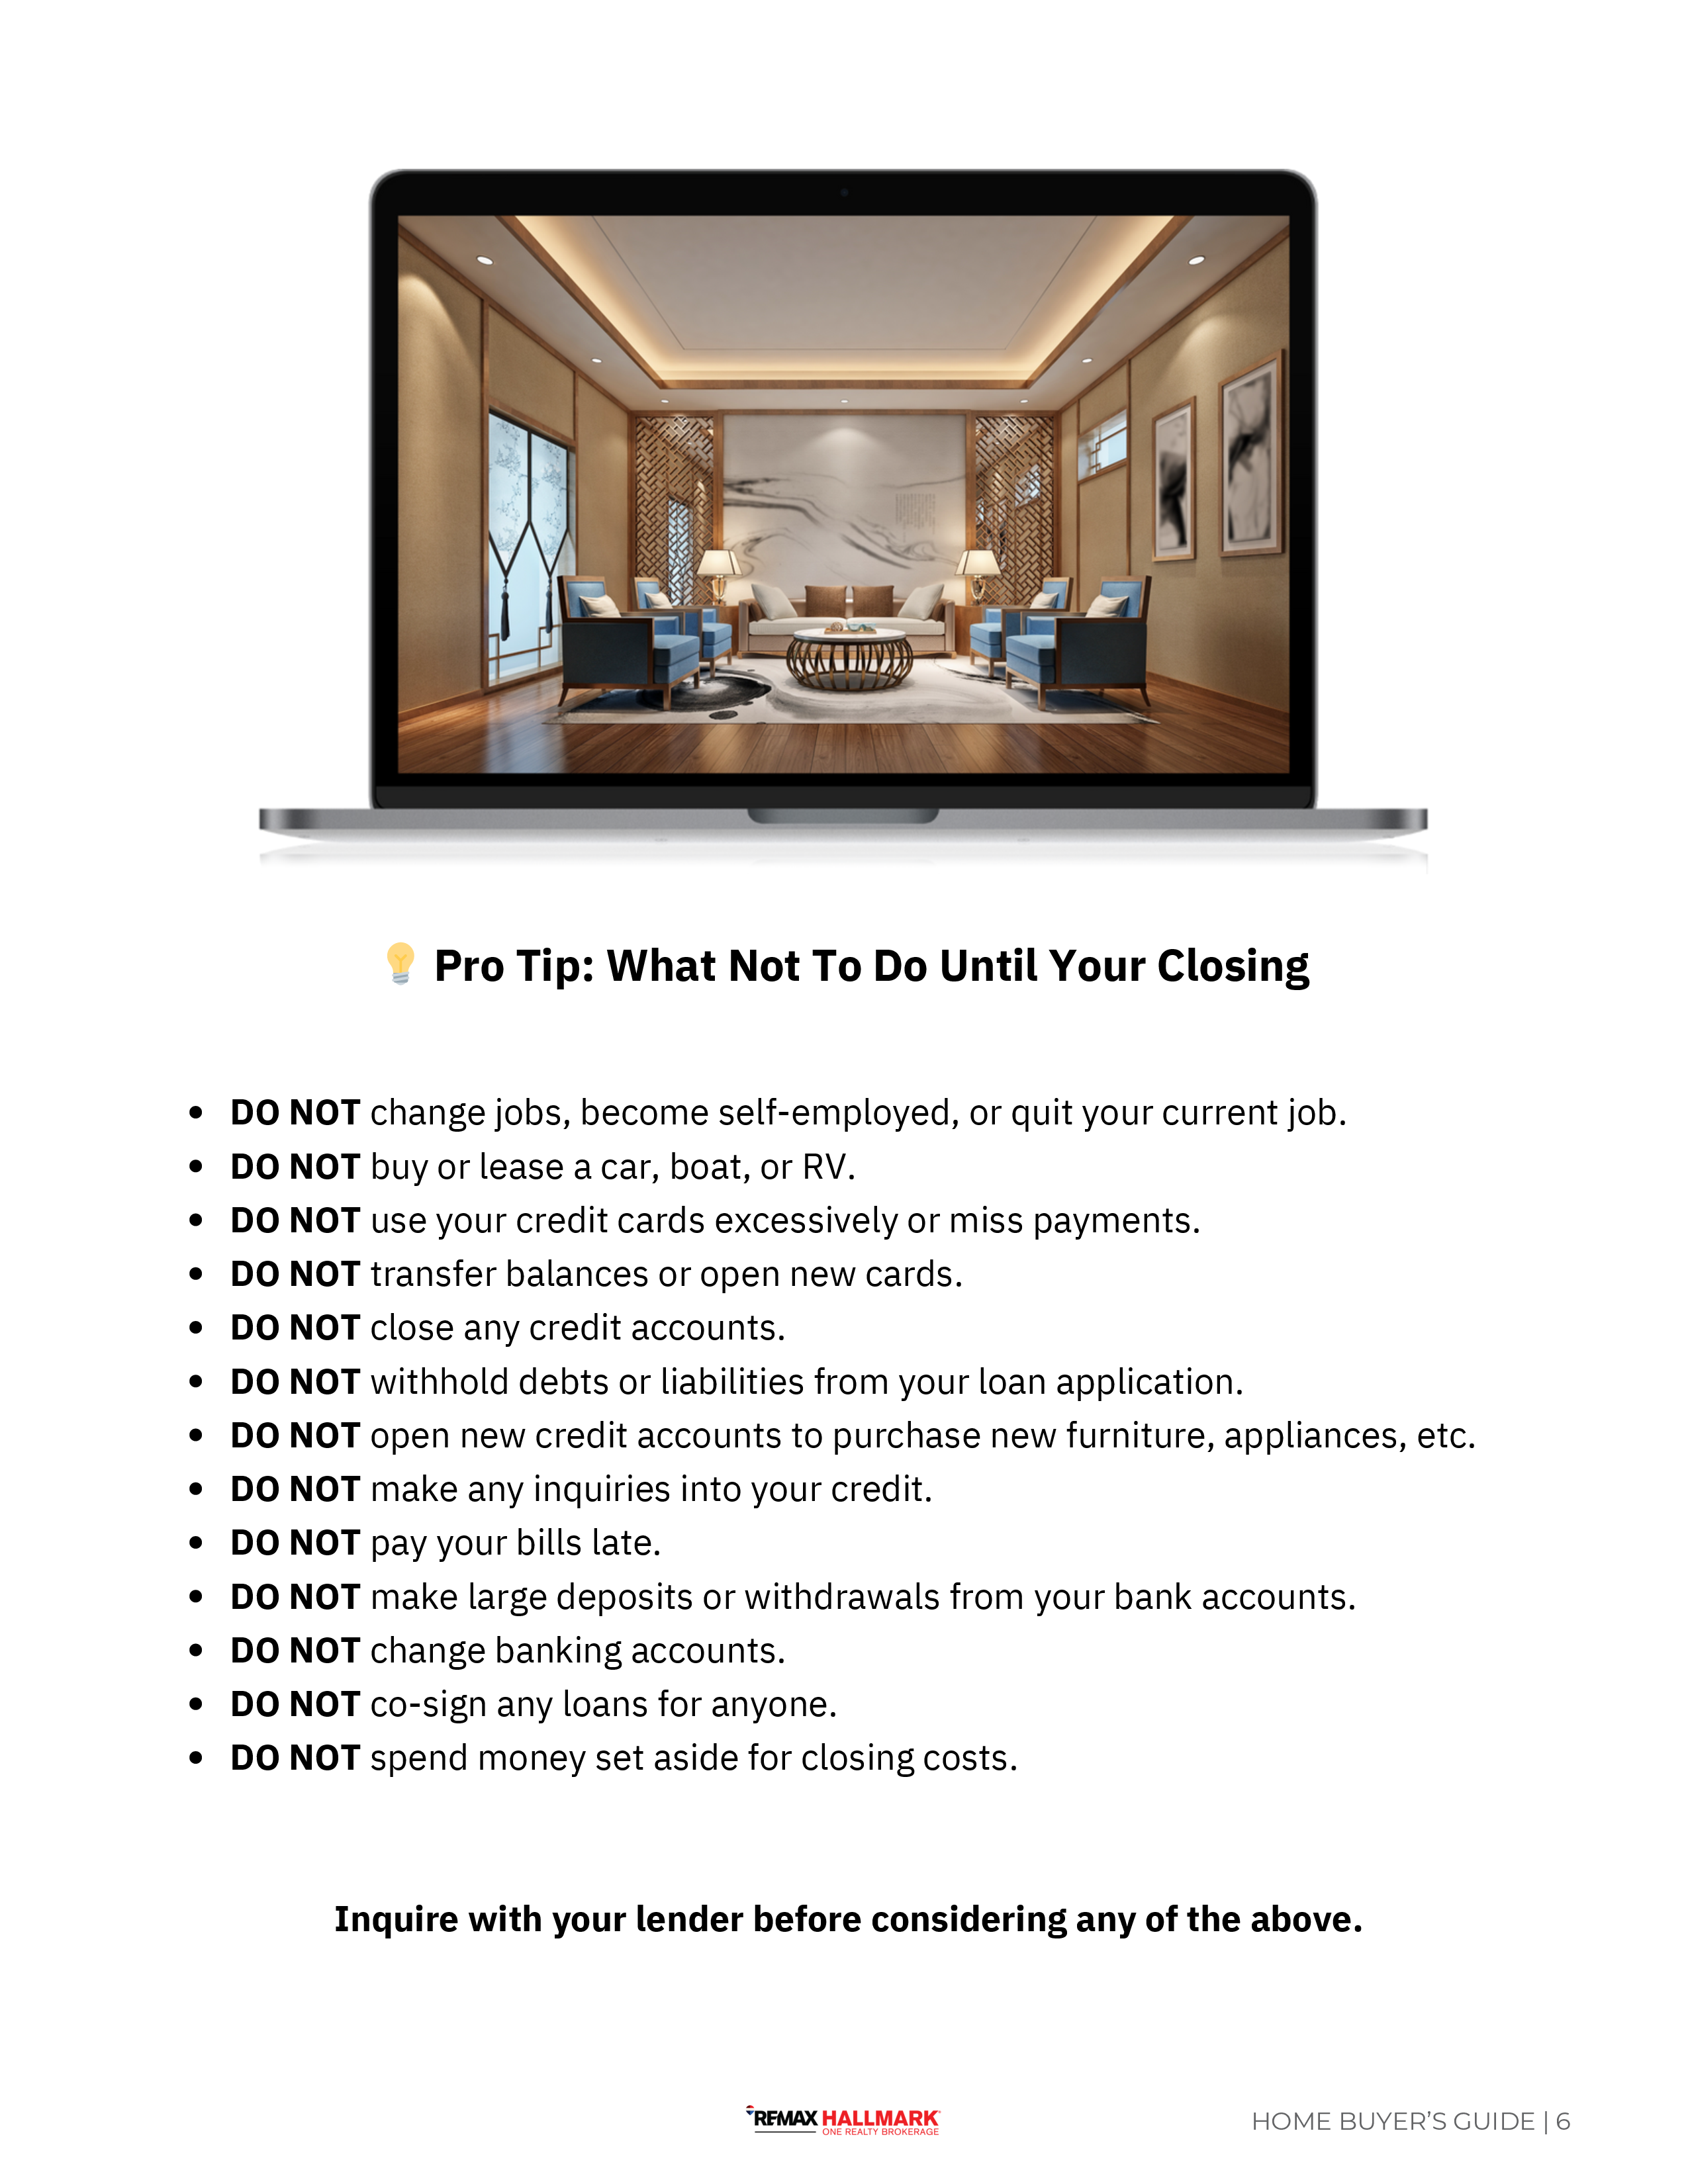 Pro Tip: What Not To Do Until Your Closing
• DO NOT change jobs, become self-employed, or quit your current job.
• DO NOT buy or lease a car, boat, or RV.
• DO NOT use your credit cards excessively or miss payments.
• DO NOT transfer balances or open new cards.
• DO NOT close any credit accounts.
• DO NOT withhold debts or liabilities from your loan application.
• DO NOT open new credit accounts to purchase new furniture, appliances, etc.
• DO NOT make any inquiries into your credit.
• DO NOT pay your bills late.
• DO NOT make large deposits or withdrawals from your bank accounts.
• DO NOT change banking accounts.
• DO NOT co-sign any loans for anyone.
• DO NOT spend money set aside for closing costs.
Inquire with your lender before considering any of the above.
REMAX HALLMARK
ONE REALTY BROKERAGE
HOME BUYER'S GUIDE | 6